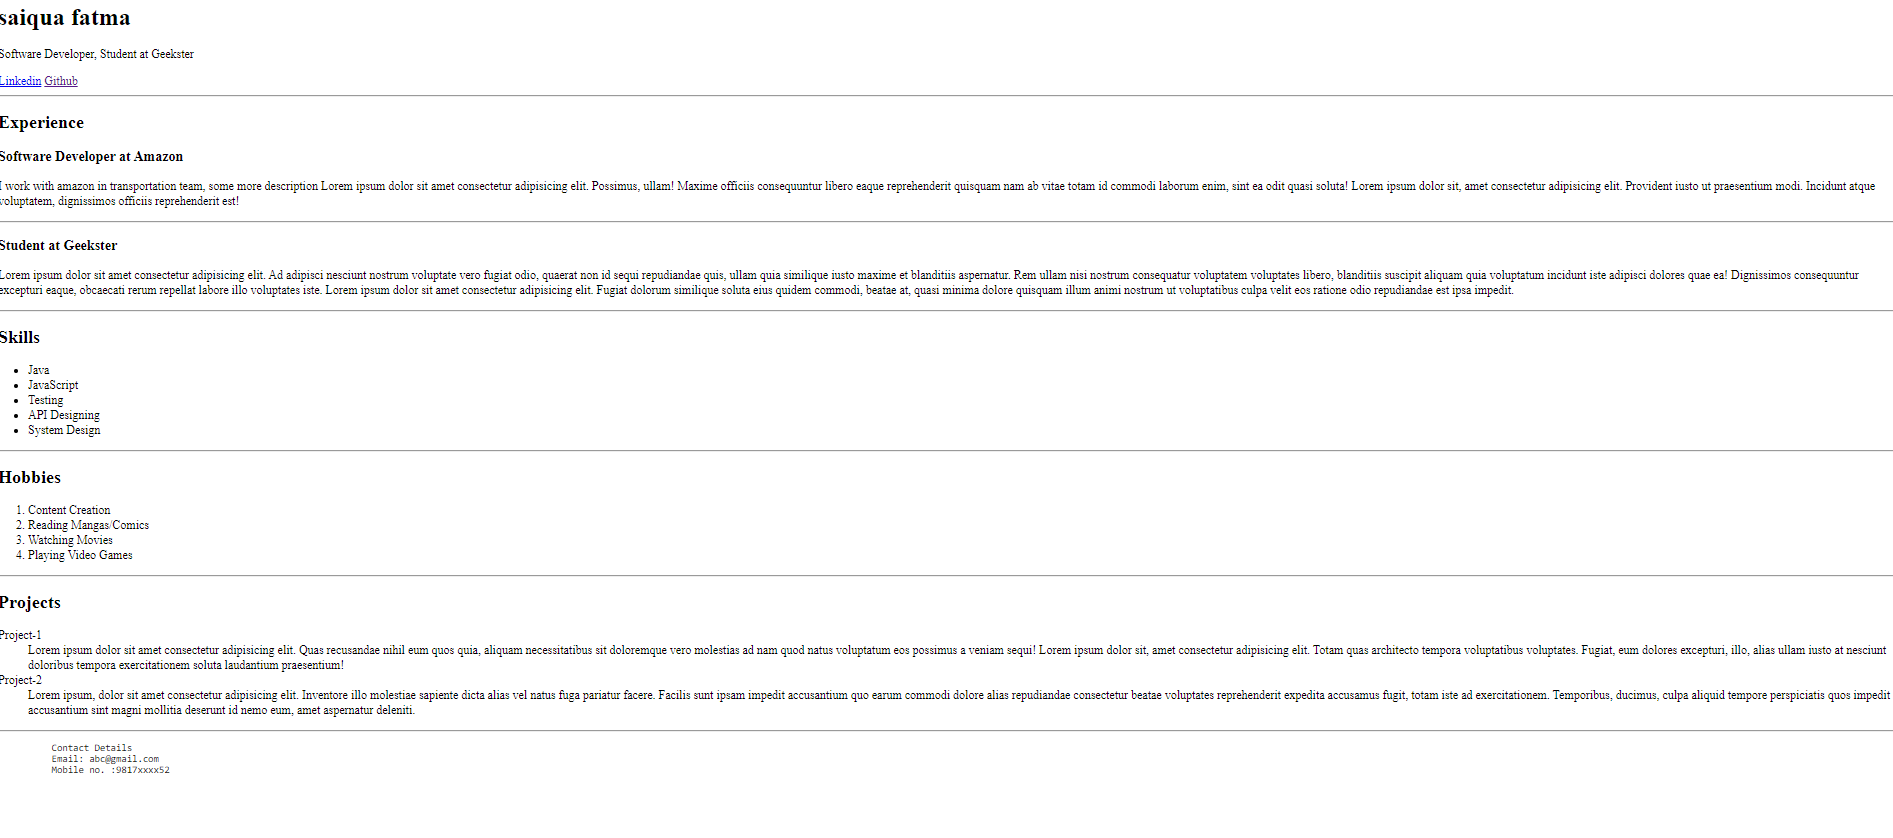 saiqua fatma
Software Developer, Student at Geekster
Linkedin Github
Experience
Software Developer at Amazon
I work with amazon in transportation team, some more description Lorem ipsum dolor sit amet consectetur adipisicing elit. Possimus, ullam! Maxime officiis consequuntur libero eaque reprehenderit quisquam nam ab vitae totam id commodi laborum enim, sint ea odit quasi soluta! Lorem ipsum dolor sit, amet consectetur adipisicing elit. Provident iusto ut praesentium modi. Incidunt atque
voluptatem, dignissimos officiis reprehenderit est!
Student at Geekster
Lorem ipsum dolor sit amet consectetur adipisicing elit. Ad adipisci nesciunt nostrum voluptate vero fugiat odio, quaerat non id sequi repudiandae quis, ullam quia similique iusto maxime et blanditiis aspernatur. Rem ullam nisi nostrum consequatur voluptatem voluptates libero, blanditiis suscipit aliquam quia voluptatum incidunt iste adipisci dolores quae ea! Dignissimos consequuntur
excepturi eaque, obcaecati rerum repellat labore illo voluptates iste. Lorem ipsum dolor sit amet consectetur adipisicing elit. Fugiat dolorum similique soluta eius quidem commodi, beatae at, quasi minima dolore quisquam illum animi nostrum ut voluptatibus culpa velit eos ratione odio repudiandae est ipsa impedit.
Skills
• Java
• JavaScript
• Testing
• API Designing
• System Design
Hobbies
1. Content Creation
2. Reading Mangas/Comics
3. Watching Movies
4. Playing Video Games
Projects
Project-1
Lorem ipsum dolor sit amet consectetur adipisicing elit. Quas recusandae nihil eum quos quia, aliquam necessitatibus sit doloremque vero molestias ad nam quod natus voluptatum eos possimus a veniam sequi! Lorem ipsum dolor sit, amet consectetur adipisicing elit. Totam quas architecto tempora voluptatibus voluptates. Fugiat, eum dolores excepturi, illo, alias ullam iusto at nesciunt
doloribus tempora exercitationem soluta laudantium praesentium!
Project-2
Lorem ipsum, dolor sit amet consectetur adipisicing elit. Inventore illo molestiae sapiente dicta alias vel natus fuga pariatur facere. Facilis sunt ipsam impedit accusantium quo earum commodi dolore alias repudiandae consectetur beatae voluptates reprehenderit expedita accusamus fugit, totam iste ad exercitationem. Temporibus, ducimus, culpa aliquid tempore perspiciatis quos impedit
accusantium sint magni mollitia deserunt id nemo eum, amet aspernatur deleniti.
Contact Details
Email: abc@gmail.com
Mobile no. :9817xxxx52